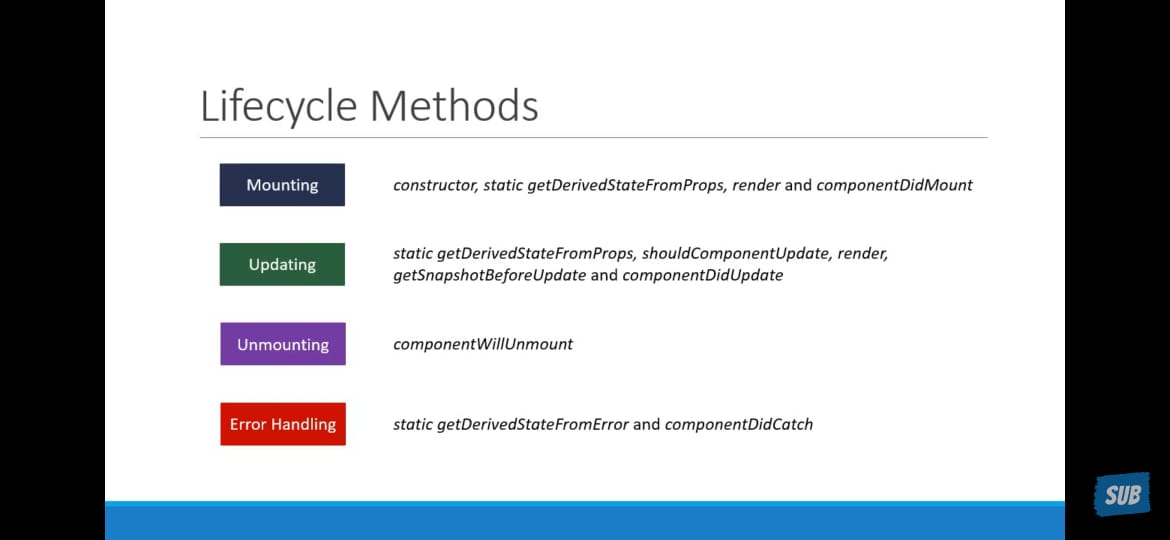 Lifecycle Methods
Mounting
constructor, static getDerivedStateFromProps, render and componentDidMount
Updating
static getDerivedStateFromProps, shouldComponentUpdate, render,
getSnapshotBeforeUpdate and componentDidUpdate
Unmounting
componentWillUnmount
Error Handling
static getDerivedStateFromError and componentDidCatch
SUB